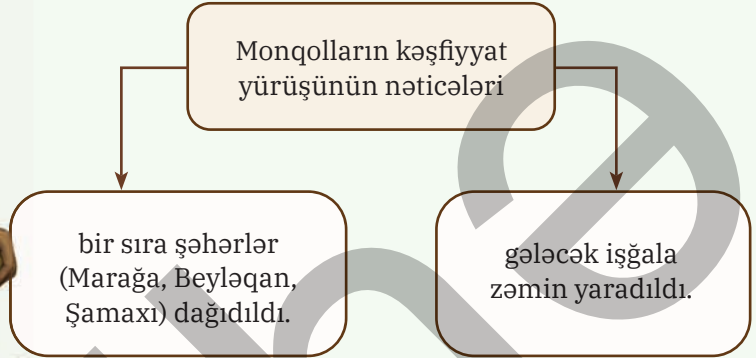 Monqolların kəşfiyyat
yürüşünün nəticələri
bir sıra şəhərlər
(Marağa, Beyləqan,
Şamaxı) dağıdıldı.
gələcək işğala
zəmin yaradıldı.